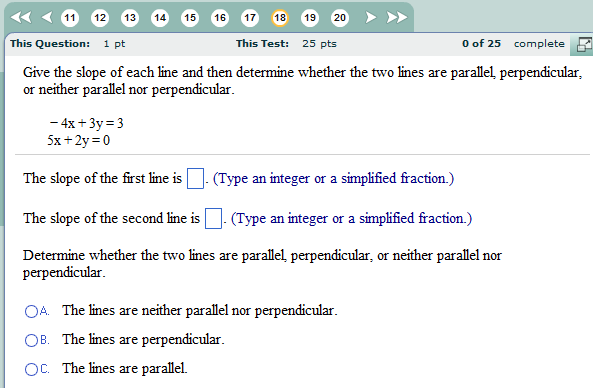 11 12 13 14 15 16 17 18 19 20
This Question: 1 pt This Test: 25 pts 0 of 25 complete
Give the slope of each line and then determine whether the two lines are parallel, perpendicular,
or neither parallel nor perpendicular.
− 4x + 3y = 3
5x + 2y = 0
The slope of the first line is . (Type an integer or a simplified fraction.)
The slope of the second line is . (Type an integer or a simplified fraction.)
Determine whether the two lines are parallel, perpendicular, or neither parallel nor
perpendicular.
A. The lines are neither parallel nor perpendicular.
B. The lines are perpendicular.
C. The lines are parallel.